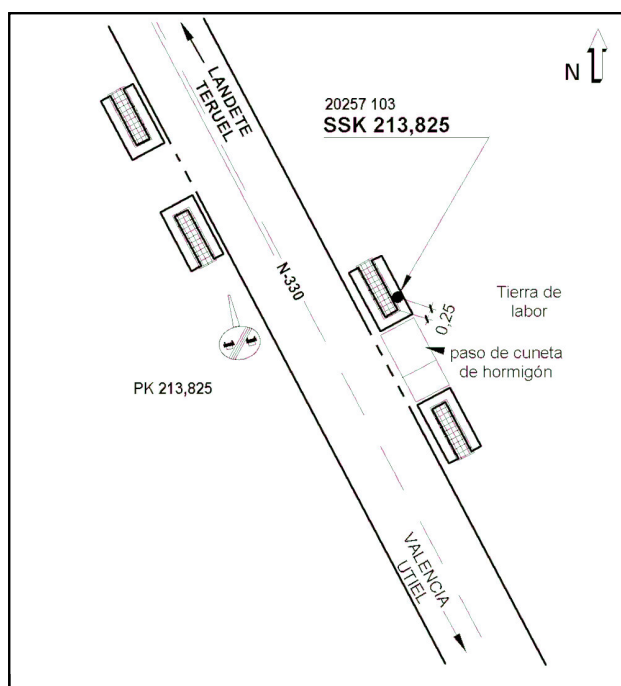 LANDETE
TERUEL
N
20257 103
SSK 213,825
N-330
0,25
Tierra de
labor
paso de cuneta
de hormigón
PK 213,825
VALENCIA
UTIEL